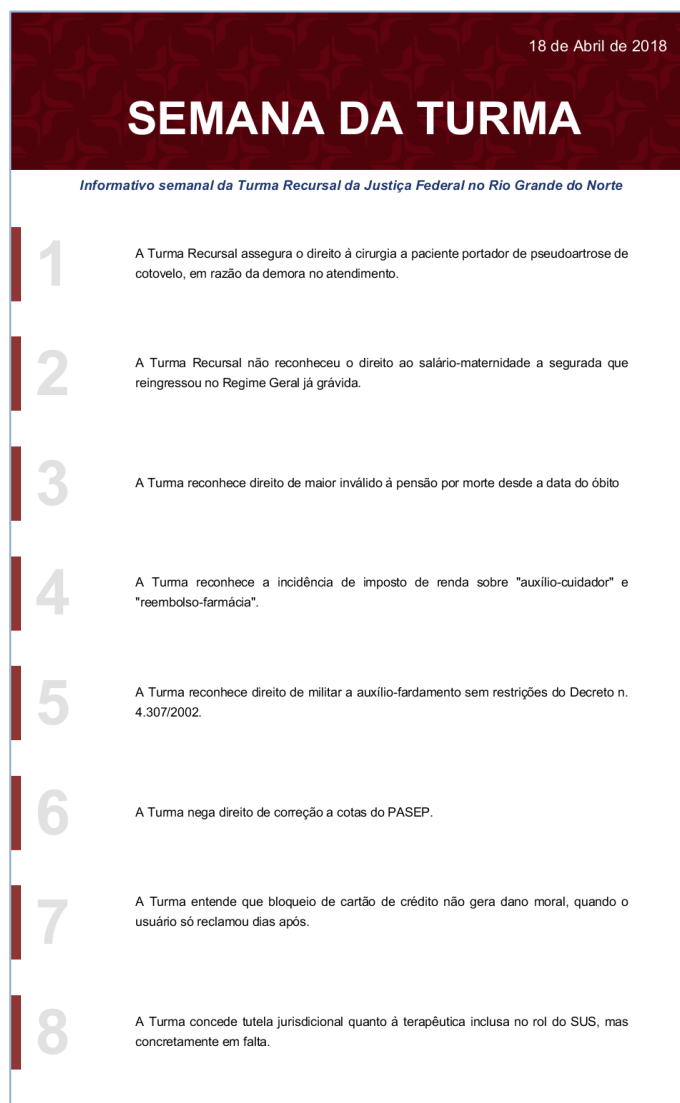 18 de Abril de 2018
SEMANA DA TURMA
Informativo semanal da Turma Recursal da Justiça Federal no Rio Grande do Norte
1
A Turma Recursal assegura o direito à cirurgia a paciente portador de pseudoartrose de
cotovelo, em razão da demora no atendimento.
2
A Turma Recursal não reconheceu o direito ao salário-maternidade a segurada que
reingressou no Regime Geral já grávida.
3
A Turma reconhece direito de maior inválido à pensão por morte desde a data do óbito
4
A Turma reconhece a incidência de imposto de renda sobre "auxílio-cuidador" e
"reembolso-farmácia".
5
A Turma reconhece direito de militar a auxílio-fardamento sem restrições do Decreto n.
4.307/2002.
6
A Turma nega direito de correção a cotas do PASEP.
7
A Turma entende que bloqueio de cartão de crédito não gera dano moral, quando o
usuário só reclamou dias após.
8
A Turma concede tutela jurisdicional quanto à terapêutica inclusa no rol do SUS, mas
concretamente em falta.